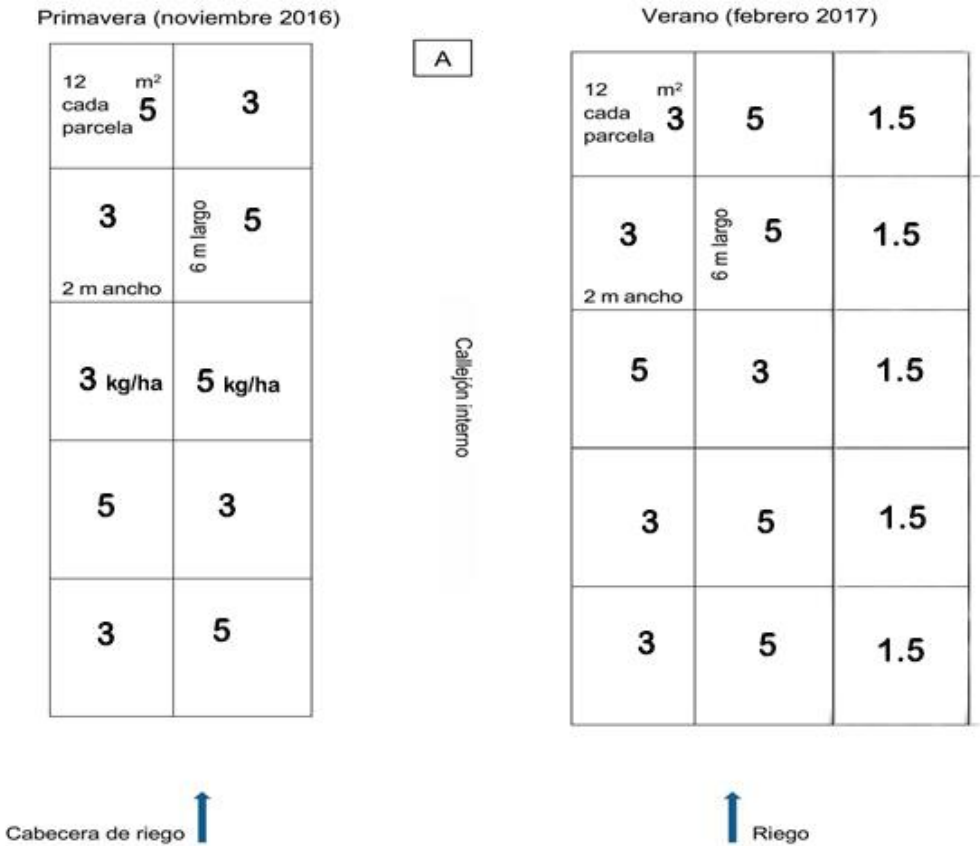 Primavera (noviembre 2016)
12 m²
cada 5
parcela
3
3
2 m ancho
6 m largo
5
3 kg/ha
5 kg/ha
5
3
3
5
Cabecera de riego
A
Callejón interno
Verano (febrero 2017)
12 m²
cada 3
parcela
5
1.5
3
2 m ancho
6 m largo
5
1.5
5
3
1.5
3
5
1.5
3
5
1.5
Riego